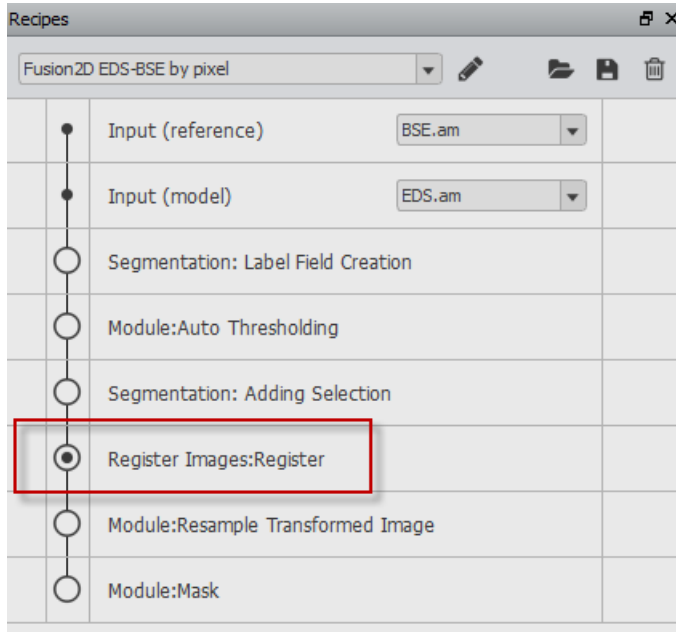 Recipes
Fusion2D EDS-BSE by pixel
Input (reference) BSE.am
Input (model) EDS.am
Segmentation: Label Field Creation
Module:Auto Thresholding
Segmentation: Adding Selection
Register Images:Register
Module:Resample Transformed Image
Module:Mask